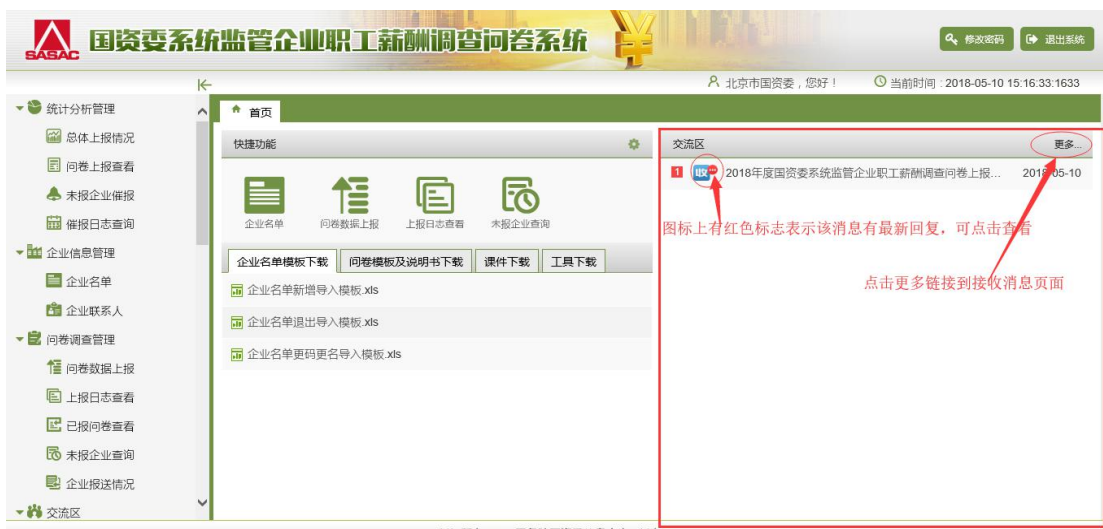 SASAC
国资委系统监管企业职工薪酬调查问卷系统
修改密码
退出系统
北京市国资委，您好！
当前时间：2018-05-10 15:16:33:1633
统计分析管理
总体上报情况
问卷上报查看
未报企业催报
催报日志查询
企业信息管理
企业名单
企业联系人
问卷调查管理
问卷数据上报
上报日志查看
已报问卷查看
未报企业查询
企业报送情况
交流区
首页
快捷功能
企业名单
问卷数据上报
上报日志查看
未报企业查询
企业名单模板下载
问卷模板及说明书下载
课件下载
工具下载
企业名单新增导入模板.xls
企业名单退出导入模板.xls
企业名单更码更名导入模板.xls
交流区
更多...
1 收 2018年度国资委系统监管企业职工薪酬调查问卷上报... 2018-05-10
图标上有红色标志表示该消息有最新回复，可点击查看
点击更多链接到接收消息页面